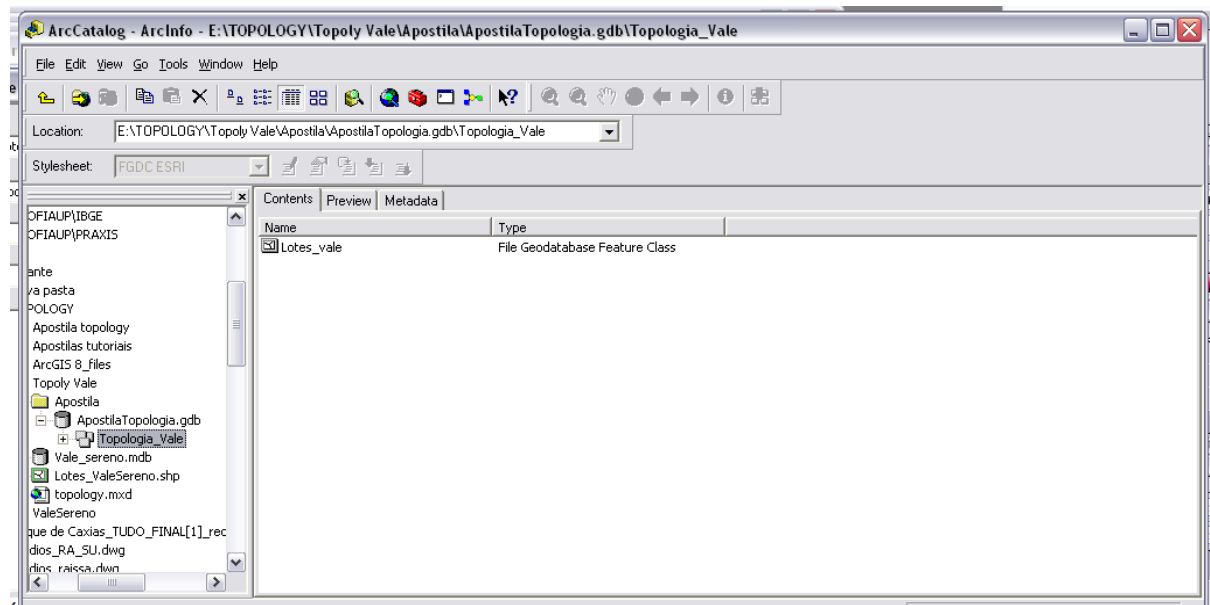 ArcCatalog - ArcInfo - E:\TOPOLOGY\Topoly Vale\Apostila\ApostilaTopologia.gdb\Topologia_Vale
File Edit View Go Tools Window Help
Location: E:\TOPOLOGY\Topoly Vale\Apostila\ApostilaTopologia.gdb\Topologia_Vale
Stylesheet: FGDC ESRI
Contents Preview Metadata
Name Type
Lotes_vale File Geodatabase Feature Class
OFIAUP\IBGE
OFIAUP\PRAXIS
ante
va pasta
POLOGY
Apostila topology
Apostilas tutoriais
ArcGIS 8_files
Topoly Vale
Apostila
ApostilaTopologia.gdb
Topologia_Vale
Vale_sereno.mdb
Lotes_ValeSereno.shp
topology.mxd
ValeSereno
que de Caxias_TUDO_FINAL[1]_rec
dios_RA_SU.dwg
dios_raissa.dwg